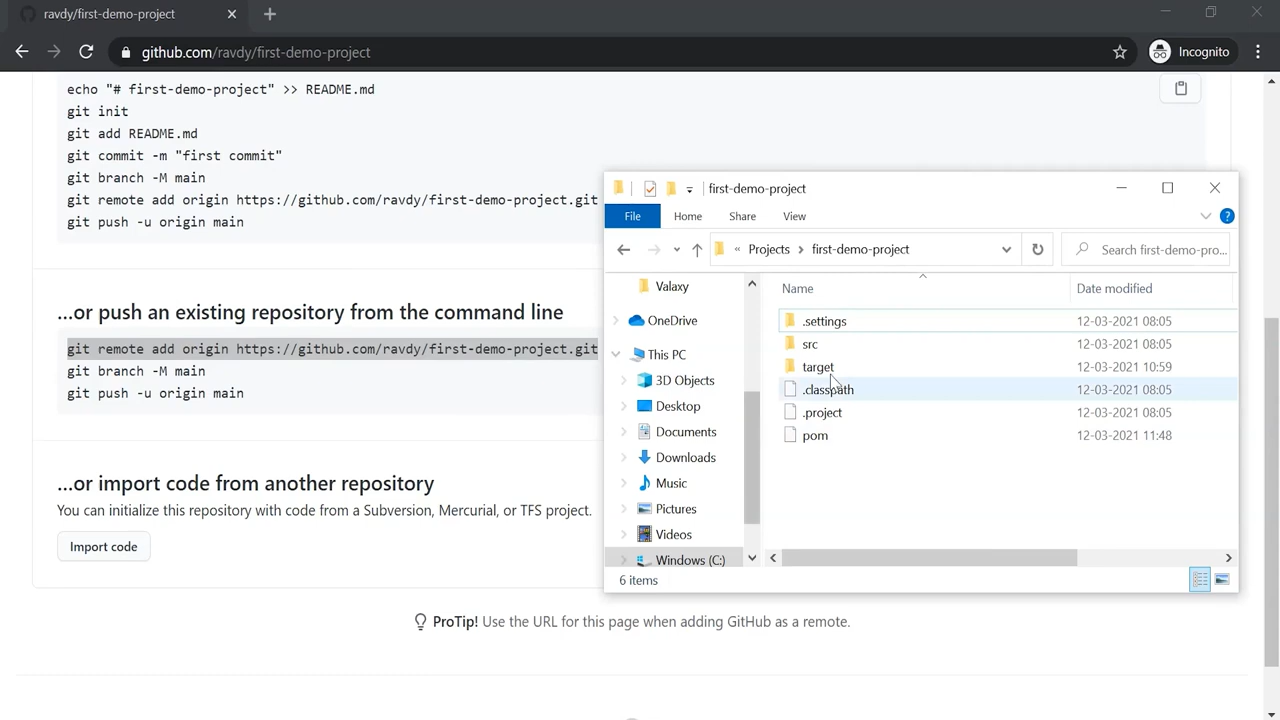 ravdy/first-demo-project
github.com/ravdy/first-demo-project
Incognito
echo "# first-demo-project" >> README.md
git init
git add README.md
git commit -m "first commit"
git branch -M main
git remote add origin https://github.com/ravdy/first-demo-project.git
git push -u origin main
…or push an existing repository from the command line
git remote add origin https://github.com/ravdy/first-demo-project.git
git branch -M main
git push -u origin main
…or import code from another repository
You can initialize this repository with code from a Subversion, Mercurial, or TFS project.
Import code
ProTip! Use the URL for this page when adding GitHub as a remote.
first-demo-project
File Home Share View
« Projects > first-demo-project
Search first-demo-pro...
Valaxy
OneDrive
This PC
3D Objects
Desktop
Documents
Downloads
Music
Pictures
Videos
Windows (C:)
Name Date modified
.settings 12-03-2021 08:05
src 12-03-2021 08:05
target 12-03-2021 10:59
.classpath 12-03-2021 08:05
.project 12-03-2021 08:05
pom 12-03-2021 11:48
6 items